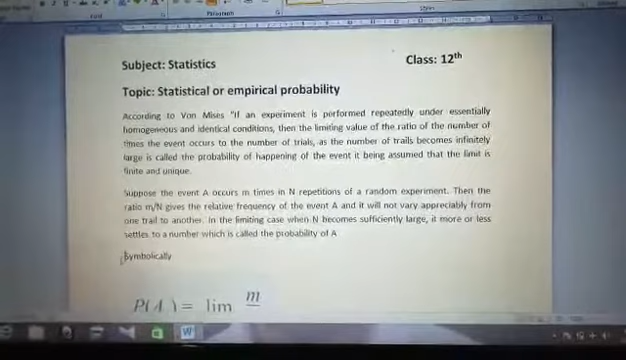 Font
Paragraph
Styles
Subject: Statistics
Class: 12th
Topic: Statistical or empirical probability
According to Von Mises "If an experiment is performed repeatedly under essentially
homogeneous and identical conditions, then the limiting value of the ratio of the number of
times the event occurs to the number of trials, as the number of trails becomes infinitely
large is called the probability of happening of the event it being assumed that the limit is
finite and unique.
Suppose the event A occurs m times in N repetitions of a random experiment. Then the
ratio m/N gives the relative frequency of the event A and it will not vary appreciably from
one trail to another. In the limiting case when N becomes sufficiently large, it more or less
settles to a number which is called the probability of A
Symbolically
P(A)= lim m